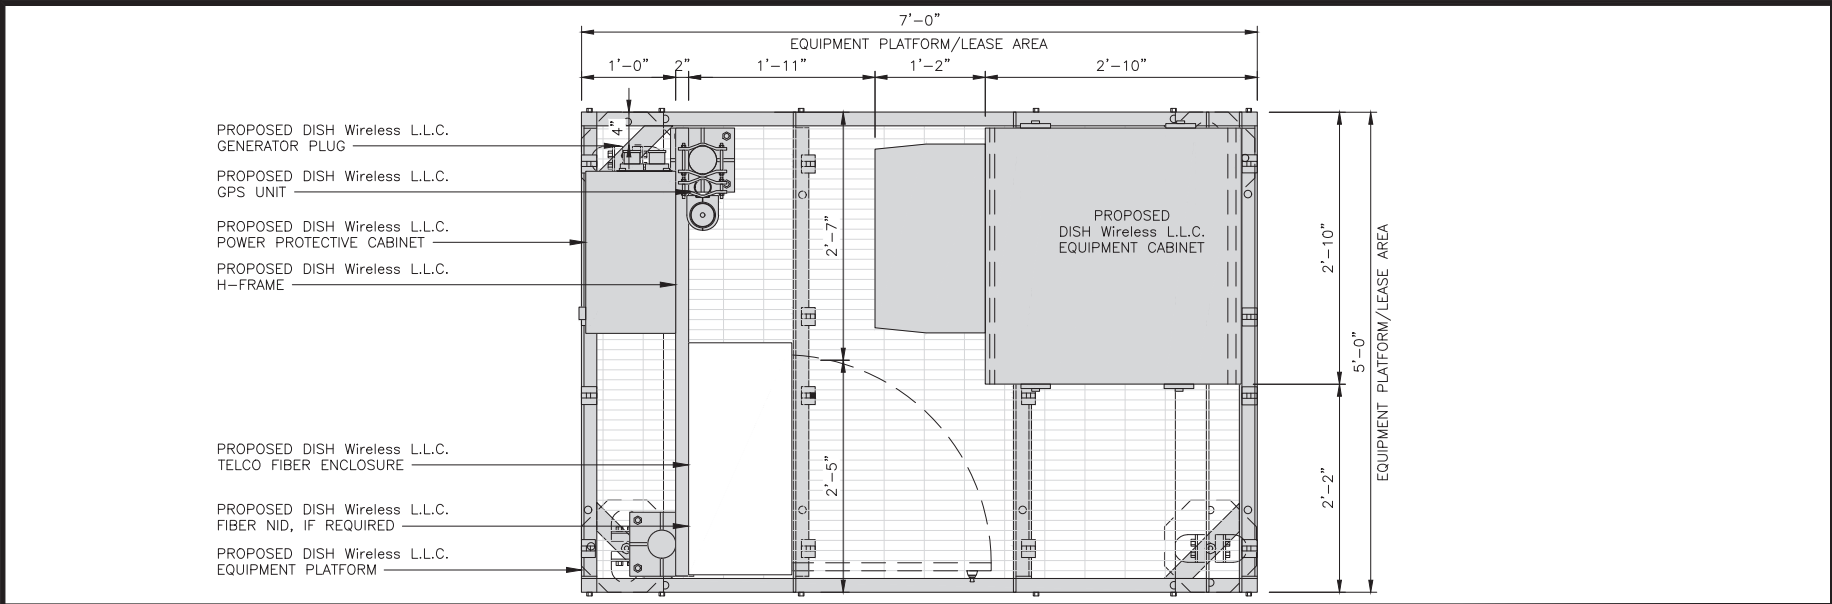 7'-0"
EQUIPMENT PLATFORM/LEASE AREA
1'-0"
2"
1'-11"
1'-2"
2'-10"
4"
PROPOSED DISH Wireless L.L.C.
GENERATOR PLUG
PROPOSED DISH Wireless L.L.C.
GPS UNIT
PROPOSED DISH Wireless L.L.C.
POWER PROTECTIVE CABINET
PROPOSED DISH Wireless L.L.C.
H-FRAME
PROPOSED DISH Wireless L.L.C.
TELCO FIBER ENCLOSURE
PROPOSED DISH Wireless L.L.C.
FIBER NID, IF REQUIRED
PROPOSED DISH Wireless L.L.C.
EQUIPMENT PLATFORM
2'-7"
2'-5"
PROPOSED
DISH Wireless L.L.C.
EQUIPMENT CABINET
2'-10"
2'-2"
5'-0"
EQUIPMENT PLATFORM/LEASE AREA